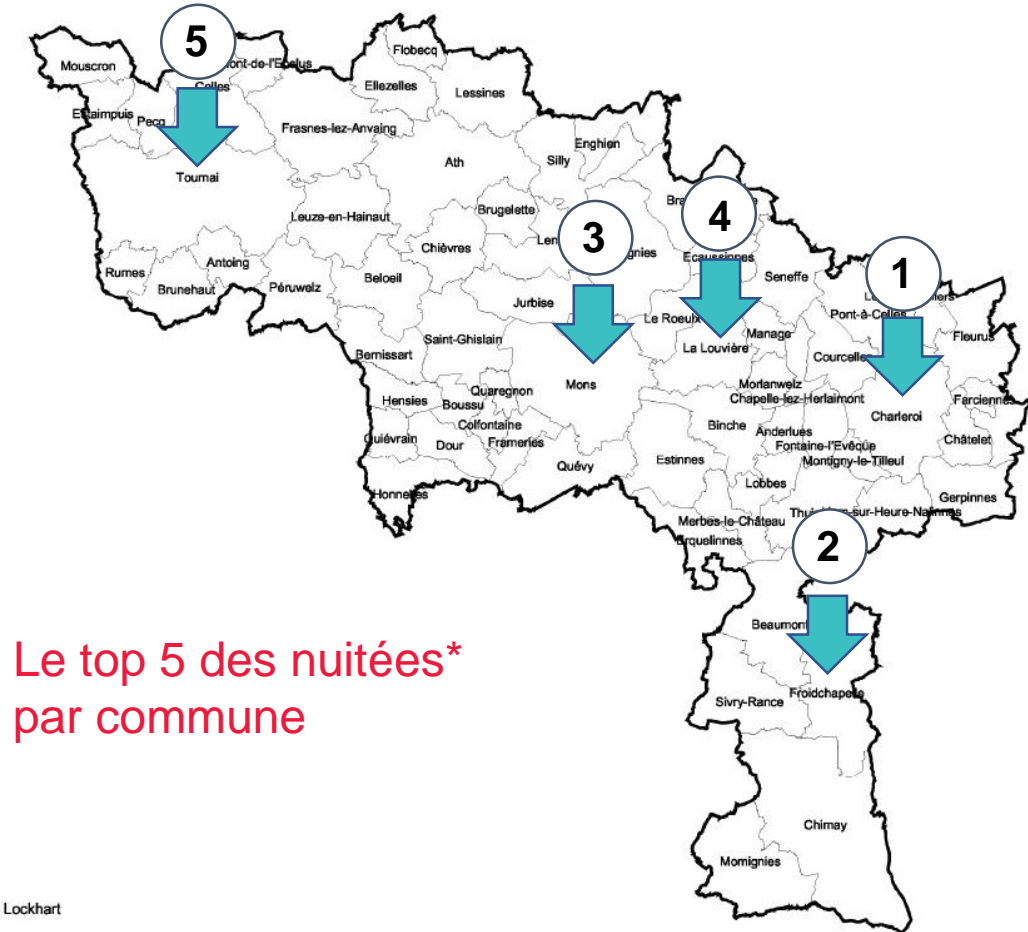 5
Flobecq
Mouscron
Celles
Ellezelles
Lessines
Estaimpuis
Pecq
Frasnes-lez-Anvaing
Enghien
Ath
Silly
Tournai
4
Brugelette
3
Leuze-en-Hainaut
Ecaussinnes
Chièvres
Antoing
1
Rumes
Beloeil
Seneffe
Brunehaut
Péruwelz
Jurbise
Pont-à-Celles
Le Roeulx
Manage
Fleurus
Saint-Ghislain
La Louvière
Bernissart
Courcelles
Mons
Morlanwelz
Quaregnon
Chapelle-lez-Herlaimont
Hensies
Boussu
Farciennes
Charleroi
Colfontaine
Binche
Anderlues
Quiévrain
Dour
Frameries
Fontaine-l'Evêque
Châtelet
Estinnes
Montigny-le-Tilleul
Quévy
Lobbes
Honnelles
Gerpinnes
Merbes-le-Château
Erquelinnes
2
Beaumont
Le top 5 des nuitées*
par commune
Froidchapelle
Sivry-Rance
Chimay
Momignies
Lockhart